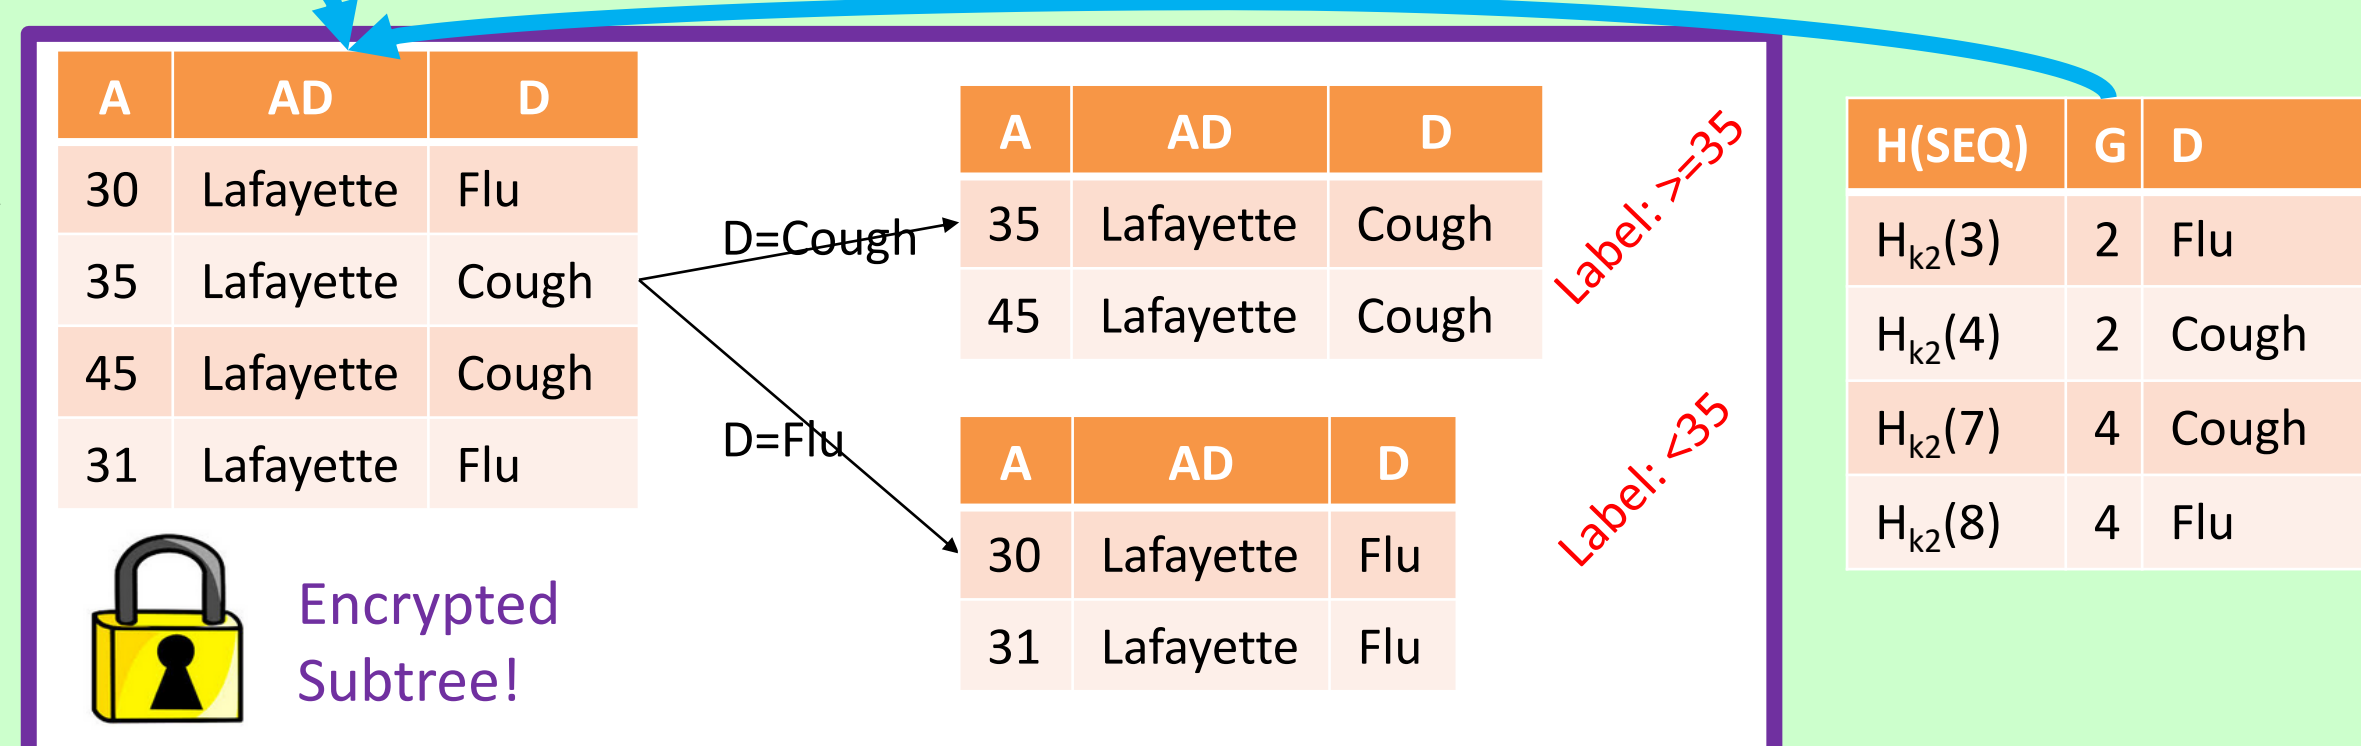 A AD D
30 Lafayette Flu
35 Lafayette Cough
45 Lafayette Cough
31 Lafayette Flu
Encrypted
Subtree!
D=Cough
D=Flu
A AD D
35 Lafayette Cough
45 Lafayette Cough
Label: >=35
A AD D
30 Lafayette Flu
31 Lafayette Flu
Label: <35
H(SEQ) G D
Hk2(3) 2 Flu
Hk2(4) 2 Cough
Hk2(7) 4 Cough
Hk2(8) 4 Flu